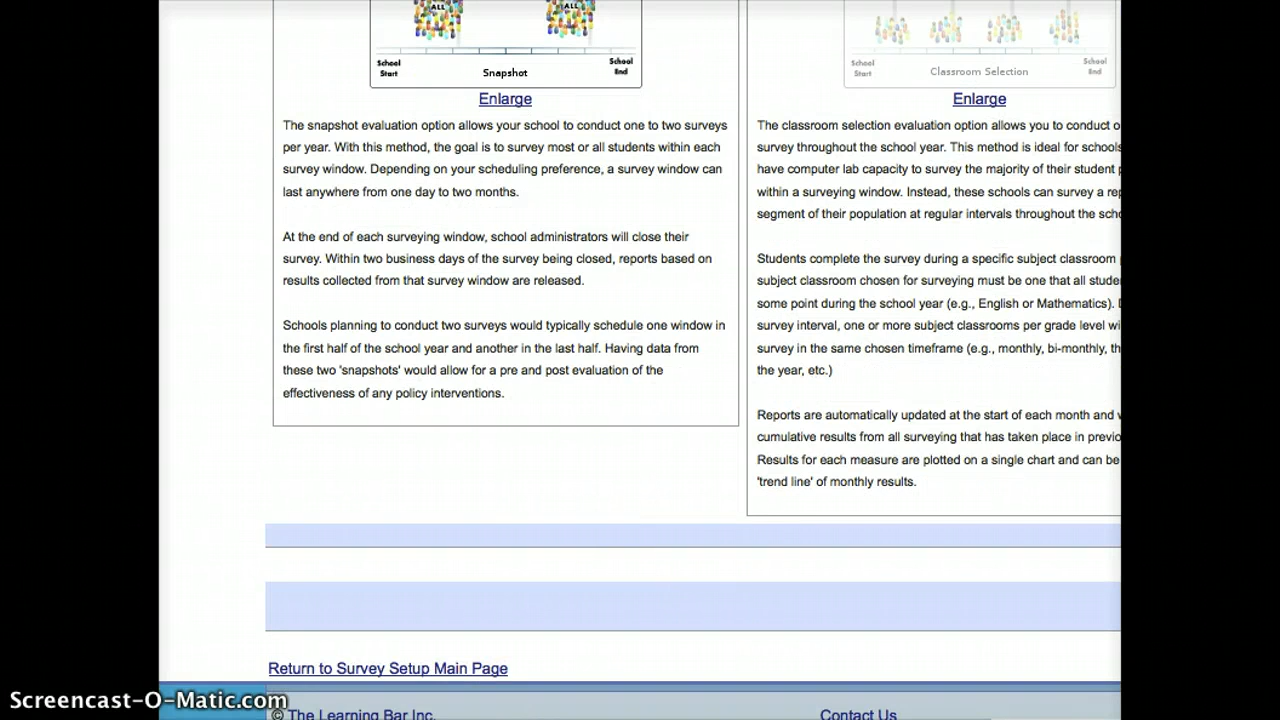 ALL
ALL
School
Start
Snapshot
School
End
Enlarge
The snapshot evaluation option allows your school to conduct one to two surveys
per year. With this method, the goal is to survey most or all students within each
survey window. Depending on your scheduling preference, a survey window can
last anywhere from one day to two months.
At the end of each surveying window, school administrators will close their
survey. Within two business days of the survey being closed, reports based on
results collected from that survey window are released.
Schools planning to conduct two surveys would typically schedule one window in
the first half of the school year and another in the last half. Having data from
these two 'snapshots' would allow for a pre and post evaluation of the
effectiveness of any policy interventions.
School
Start
Classroom Selection
School
End
Enlarge
The classroom selection evaluation option allows you to conduct
survey throughout the school year. This method is ideal for schools
have computer lab capacity to survey the majority of their student
within a surveying window. Instead, these schools can survey a
segment of their population at regular intervals throughout the
Students complete the survey during a specific subject classroom
subject classroom chosen for surveying must be one that all
some point during the school year (e.g., English or Mathematics).
survey interval, one or more subject classrooms per grade level
survey in the same chosen timeframe (e.g., monthly, bi-monthly,
the year, etc.)
Reports are automatically updated at the start of each month and
cumulative results from all surveying that has taken place in
Results for each measure are plotted on a single chart and can be
'trend line' of monthly results.
Return to Survey Setup Main Page
© The Learning Bar Inc.
Contact Us
Screencast-O-Matic.com